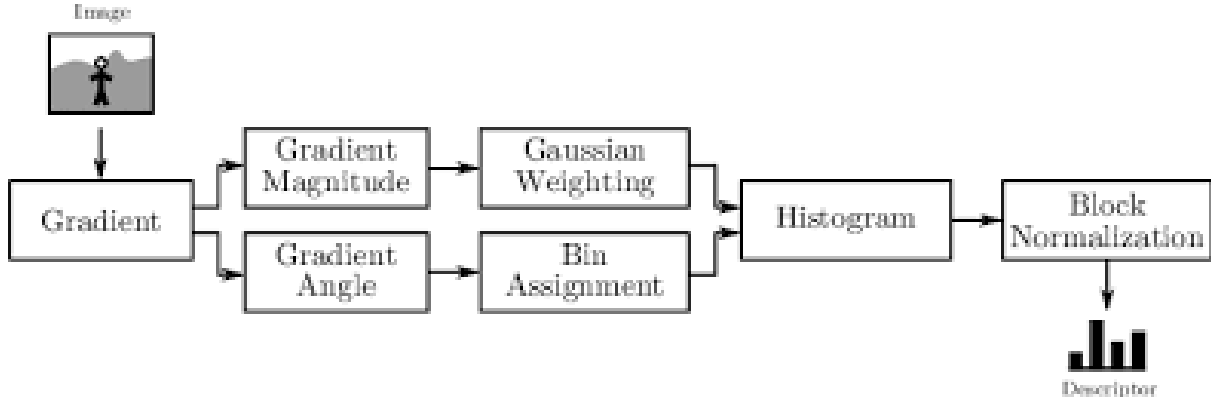 Image
Gradient
Gradient
Magnitude
Gaussian
Weighting
Gradient
Angle
Bin
Assignment
Histogram
Block
Normalization
Descriptor